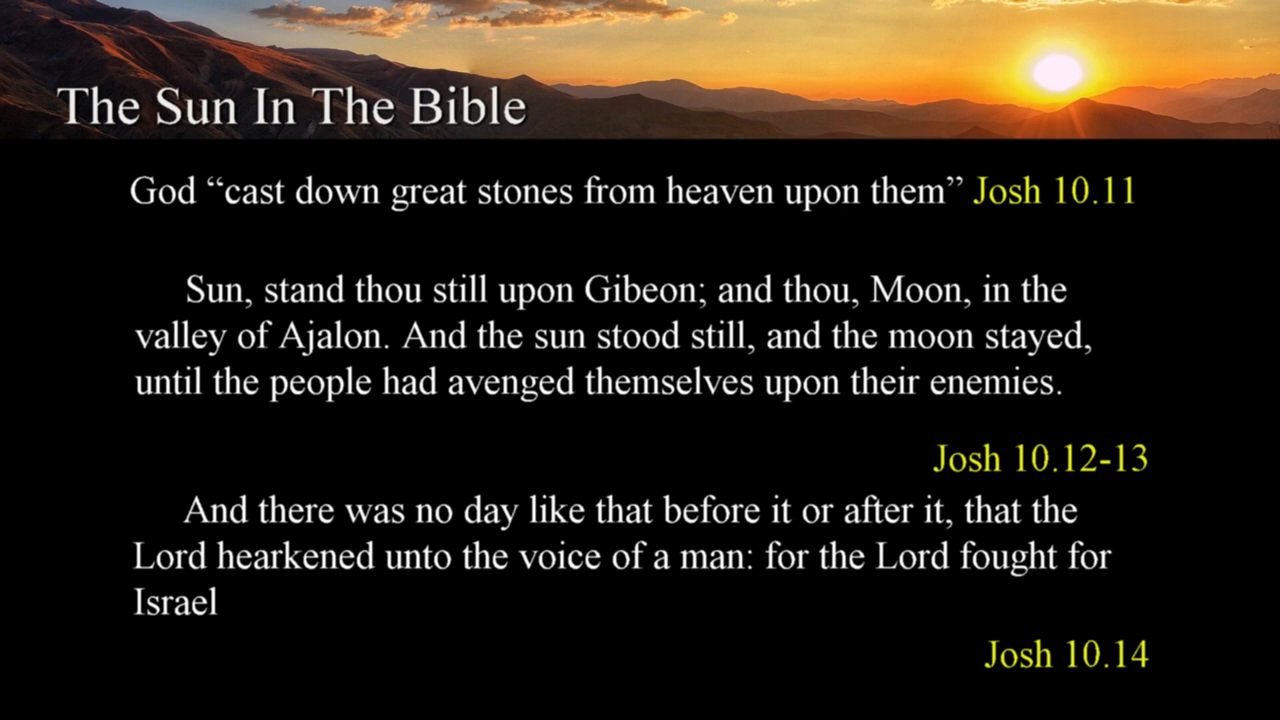 The Sun In The Bible
God “cast down great stones from heaven upon them” Josh 10.11
Sun, stand thou still upon Gibeon; and thou, Moon, in the
valley of Ajalon. And the sun stood still, and the moon stayed,
until the people had avenged themselves upon their enemies.
Josh 10.12-13
And there was no day like that before it or after it, that the
Lord hearkened unto the voice of a man: for the Lord fought for
Israel
Josh 10.14